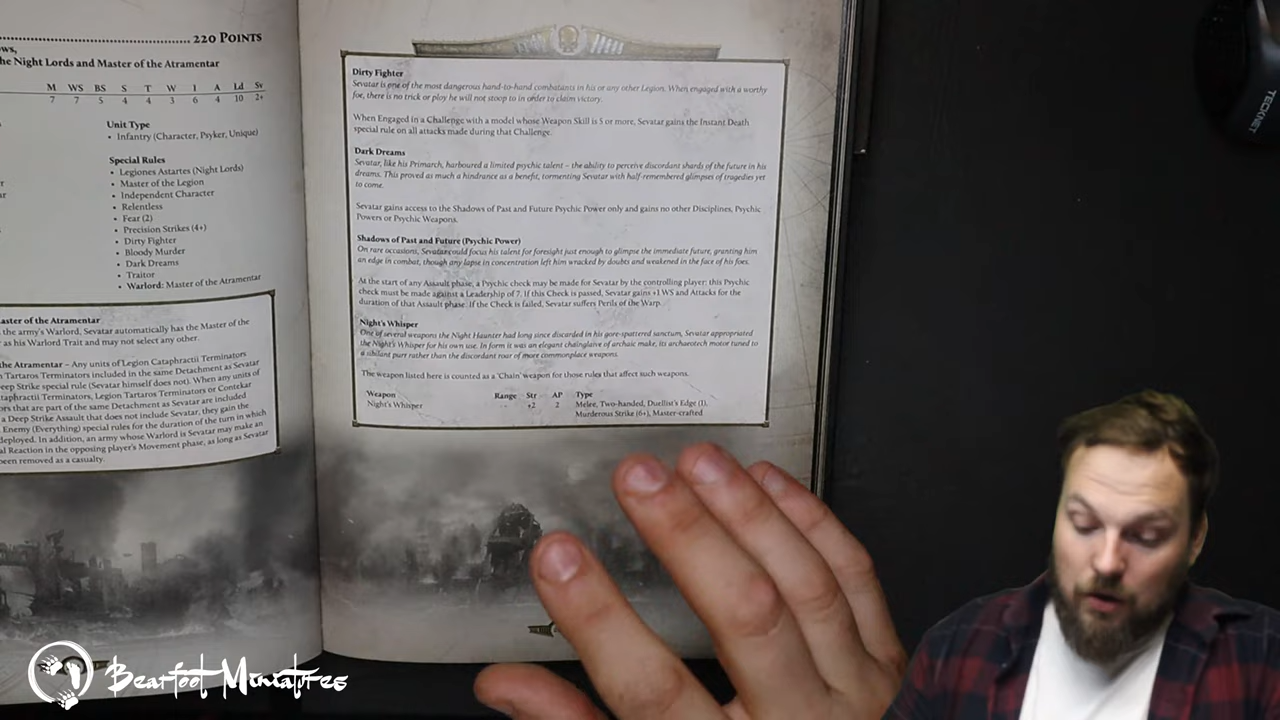 220 POINTS
the Night Lords and Master of the Atramentar
M WS BS S T W I A Ld Sv
7 7 5 4 4 3 6 4 10 2+
Unit Type
• Infantry (Character, Psyker, Unique)
Special Rules
• Legiones Astartes (Night Lords)
• Master of the Legion
• Independent Character
• Relentless
• Fear (2)
• Precision Strikes (4+)
• Dirty Fighter
• Bloody Murder
• Dark Dreams
• Traitor
• Warlord: Master of the Atramentar
Master of the Atramentar
the army's Warlord, Sevatar automatically has the Master of the
as his Warlord Trait and may not select any other.
the Atramentar – Any units of Legion Cataphractii Terminators
Tartaros Terminators included in the same Detachment as Sevatar
Deep Strike special rule (Sevatar himself does not). When any units of
Cataphractii Terminators, Legion Tartaros Terminators or Contekar
that are part of the same Detachment as Sevatar are included
a Deep Strike Assault that does not include Sevatar, they gain the
Enemy (Everything) special rules for the duration of the turn in which
deployed. In addition, an army whose Warlord is Sevatar may make an
Reaction in the opposing player's Movement phase, as long as Sevatar
been removed as a casualty.
Dirty Fighter
Sevatar is one of the most dangerous hand-to-hand combatants in his or any other Legion. When engaged with a worthy
foe, there is no trick or ploy he will not stoop to in order to claim victory.
When Engaged in a Challenge with a model whose Weapon Skill is 5 or more, Sevatar gains the Instant Death
special rule on all attacks made during that Challenge.
Dark Dreams
Sevatar, like his Primarch, harboured a limited psychic talent – the ability to perceive discordant shards of the future in his
dreams. This proved as much a hindrance as a benefit, tormenting Sevatar with half-remembered glimpses of tragedies yet
to come.
Sevatar gains access to the Shadows of Past and Future Psychic Power only and gains no other Disciplines, Psychic
Powers or Psychic Weapons.
Shadows of Past and Future (Psychic Power)
On rare occasions, Sevatar could focus his talent for foresight just enough to glimpse the immediate future, granting him
an edge in combat, though any lapse in concentration left him wracked by doubts and weakened in the face of his foes.
At the start of any Assault phase, a Psychic check may be made for Sevatar by the controlling player: this Psychic
check must be made against a Leadership of 7. If this Check is passed, Sevatar gains +1 WS and Attacks for the
duration of that Assault phase. If the Check is failed, Sevatar suffers Perils of the Warp.
Night's Whisper
One of several weapons the Night Haunter had long since discarded in his gore-spattered sanctum, Sevatar appropriated
the Night's Whisper for his own use. In form it was an elegant chainglaive of archaic make, its archaeotech motor tuned to
a sibilant purr rather than the discordant roar of more commonplace weapons.
The weapon listed here is counted as a 'Chain' weapon for those rules that affect such weapons.
Weapon Range Str AP Type
Night's Whisper - +2 2 Melee, Two-handed, Duellist's Edge (1),
Murderous Strike (6+), Master-crafted
TECKNET
Bearfoot Miniatures